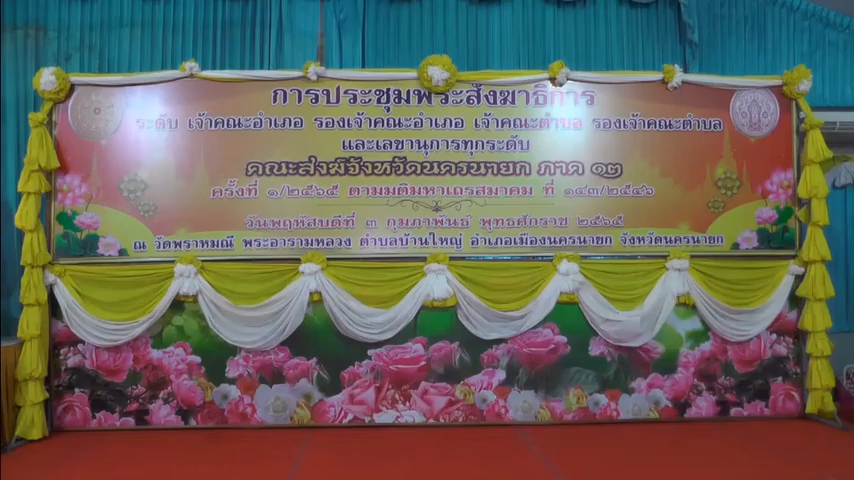 การประชุมพระสังฆาธิการ
ระดับ เจ้าคณะอำเภอ รองเจ้าคณะอำเภอ เจ้าคณะตำบล รองเจ้าคณะตำบล
และเลขานุการทุกระดับ
คณะสงฆ์จังหวัดนครนายก ภาค ๑๒
ครั้งที่ ๑/๒๕๖๕ ตามมติมหาเถรสมาคม ที่ ๑๔๓/๒๕๔๖
วันพฤหัสบดีที่ ๓ กุมภาพันธ์ พุทธศักราช ๒๕๖๕
ณ วัดพราหมณี พระอารามหลวง ตำบลบ้านใหญ่ อำเภอเมืองนครนายก จังหวัดนครนายก